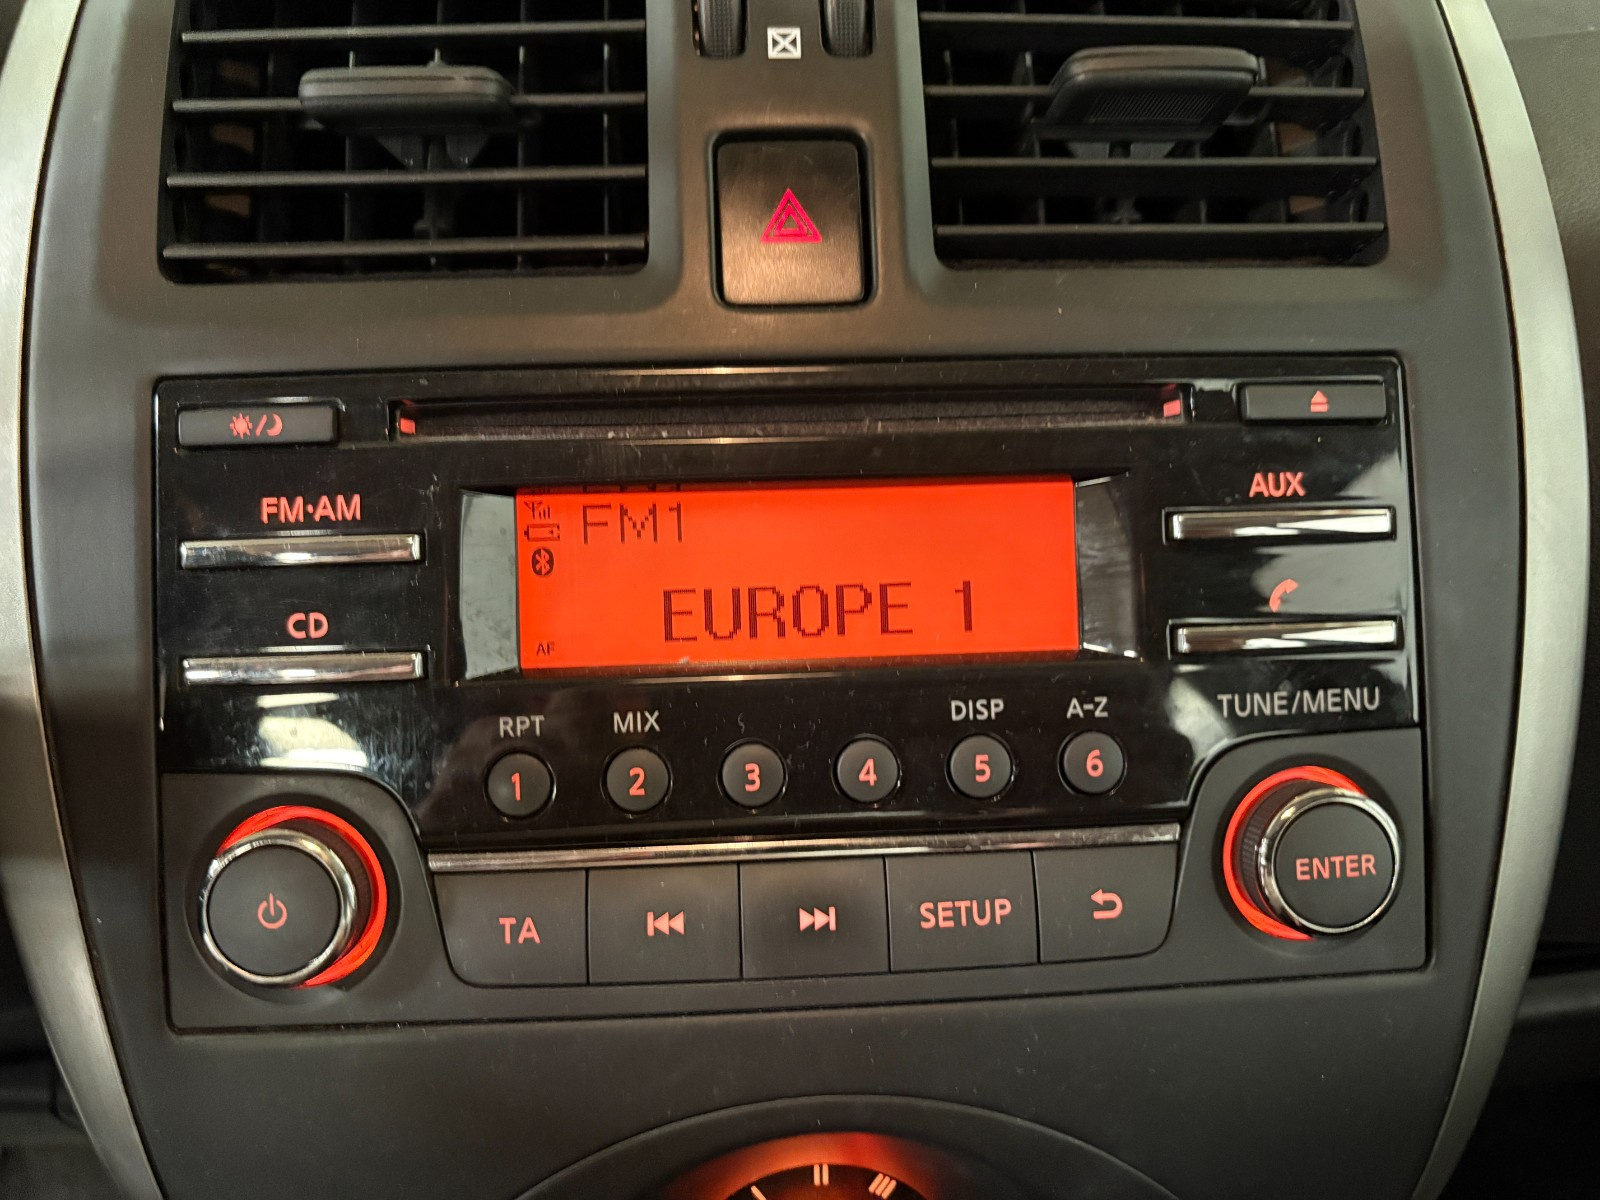 FM·AM
AUX
FM1
CD
EUROPE 1
AF
RPT MIX DISP A-Z TUNE/MENU
1 2 3 4 5 6
ENTER
TA SETUP